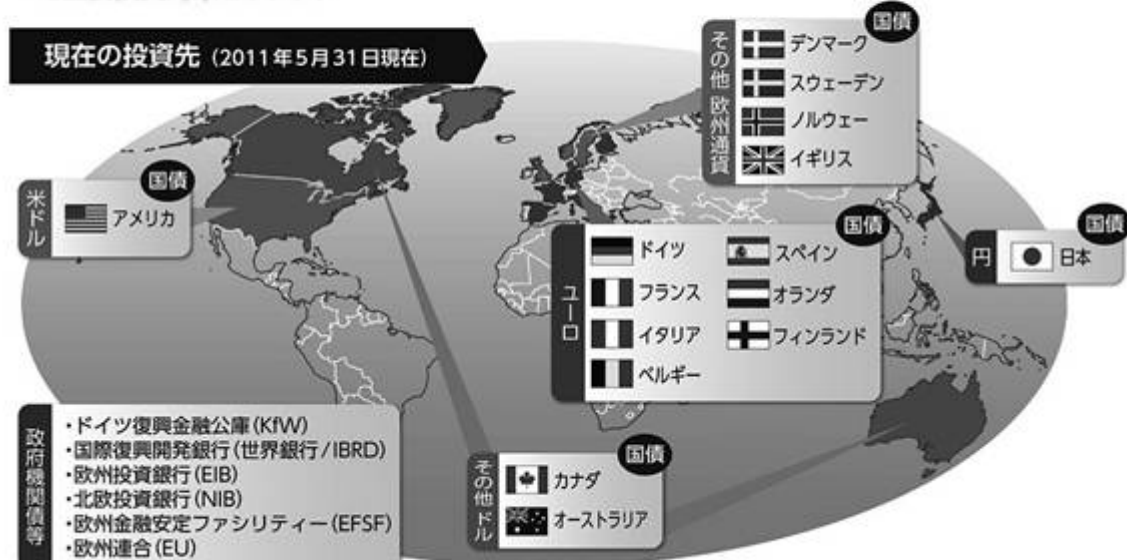 現在の投資先（2011年5月31日現在）
米ドル
国債
アメリカ
その他 欧州通貨
国債
デンマーク
スウェーデン
ノルウェー
イギリス
ユーロ
国債
ドイツ
フランス
イタリア
ベルギー
スペイン
オランダ
フィンランド
円
国債
日本
その他 ドル
国債
カナダ
オーストラリア
政府機関債等
・ドイツ復興金融公庫（KfW）
・国際復興開発銀行（世界銀行/IBRD）
・欧州投資銀行（EIB）
・北欧投資銀行（NIB）
・欧州金融安定ファシリティー（EFSF）
・欧州連合（EU）